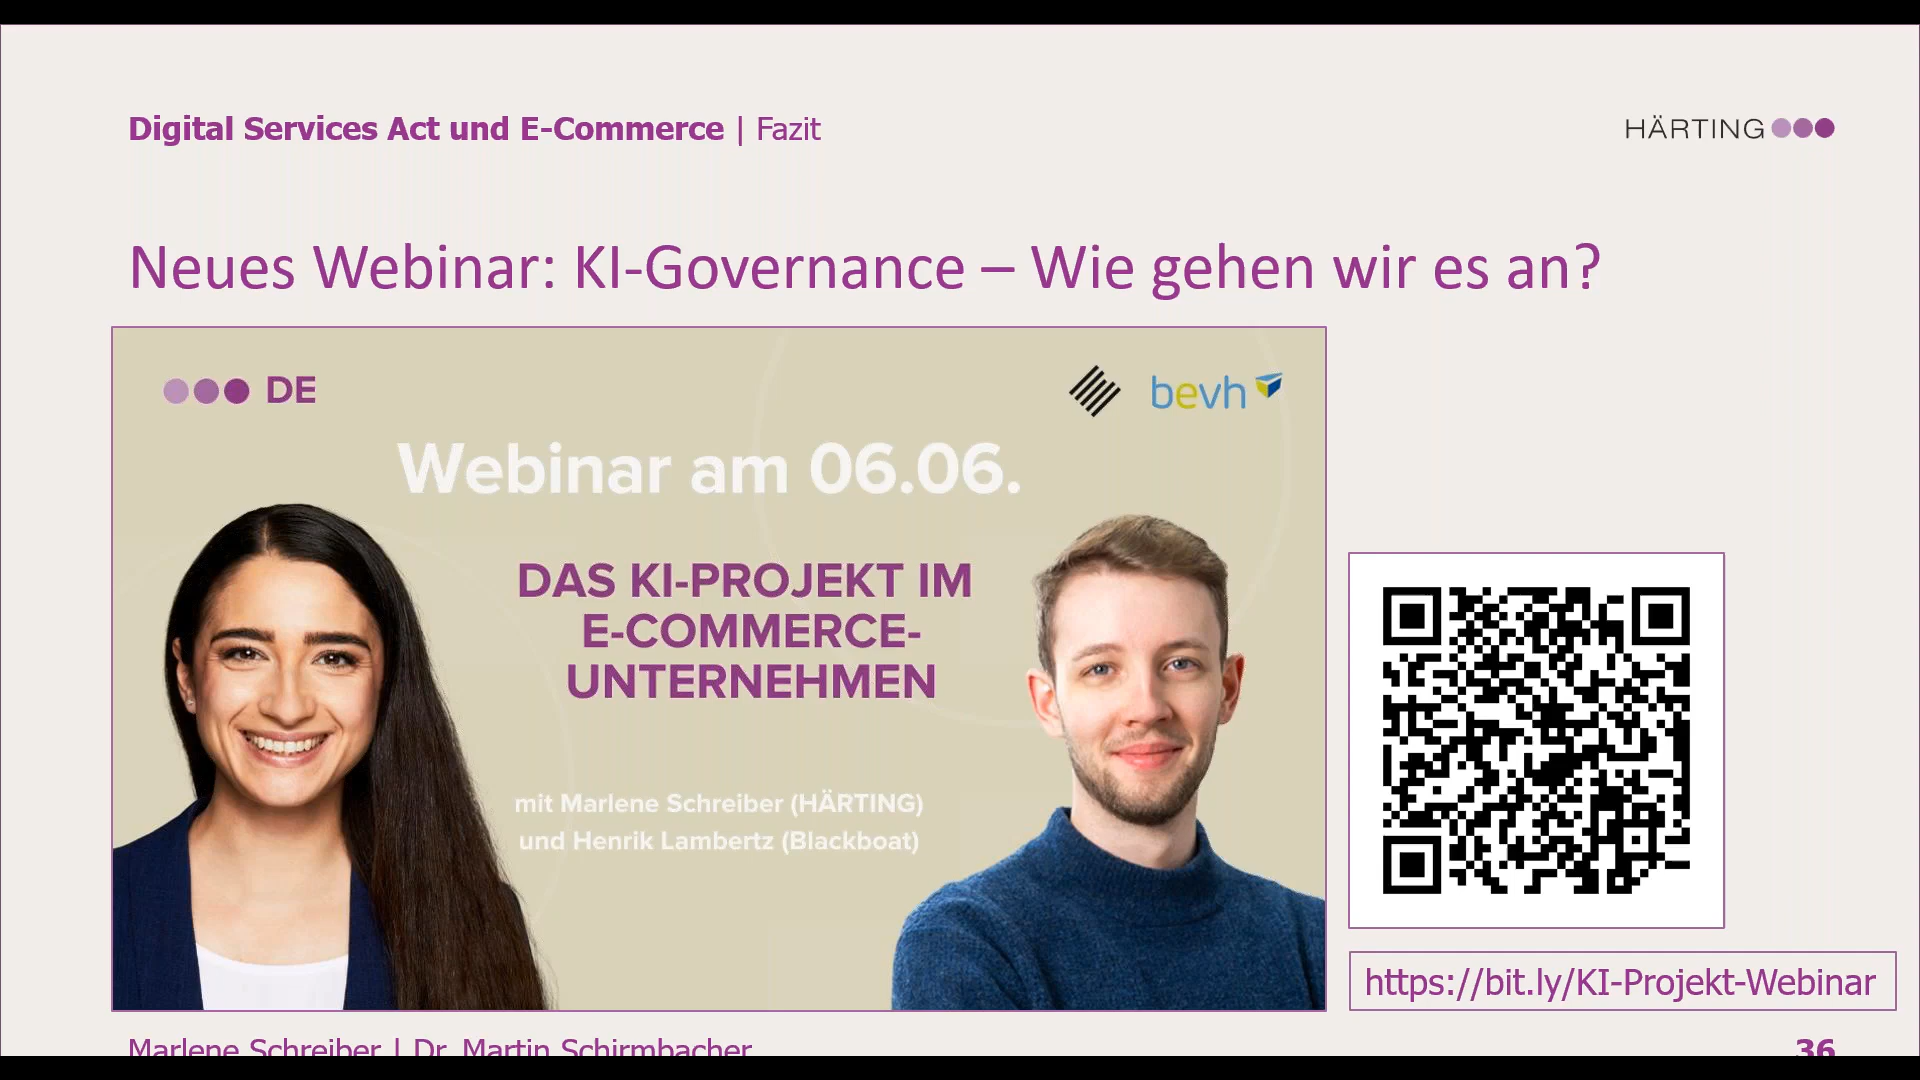 Digital Services Act und E-Commerce | Fazit
HÄRTING
Neues Webinar: KI-Governance – Wie gehen wir es an?
DE
bevh
Webinar am 06.06.
DAS KI-PROJEKT IM
E-COMMERCE-
UNTERNEHMEN
mit Marlene Schreiber (HÄRTING)
und Henrik Lambertz (Blackboat)
https://bit.ly/KI-Projekt-Webinar
Marlene Schreiber | Dr. Martin Schirmbacher
36